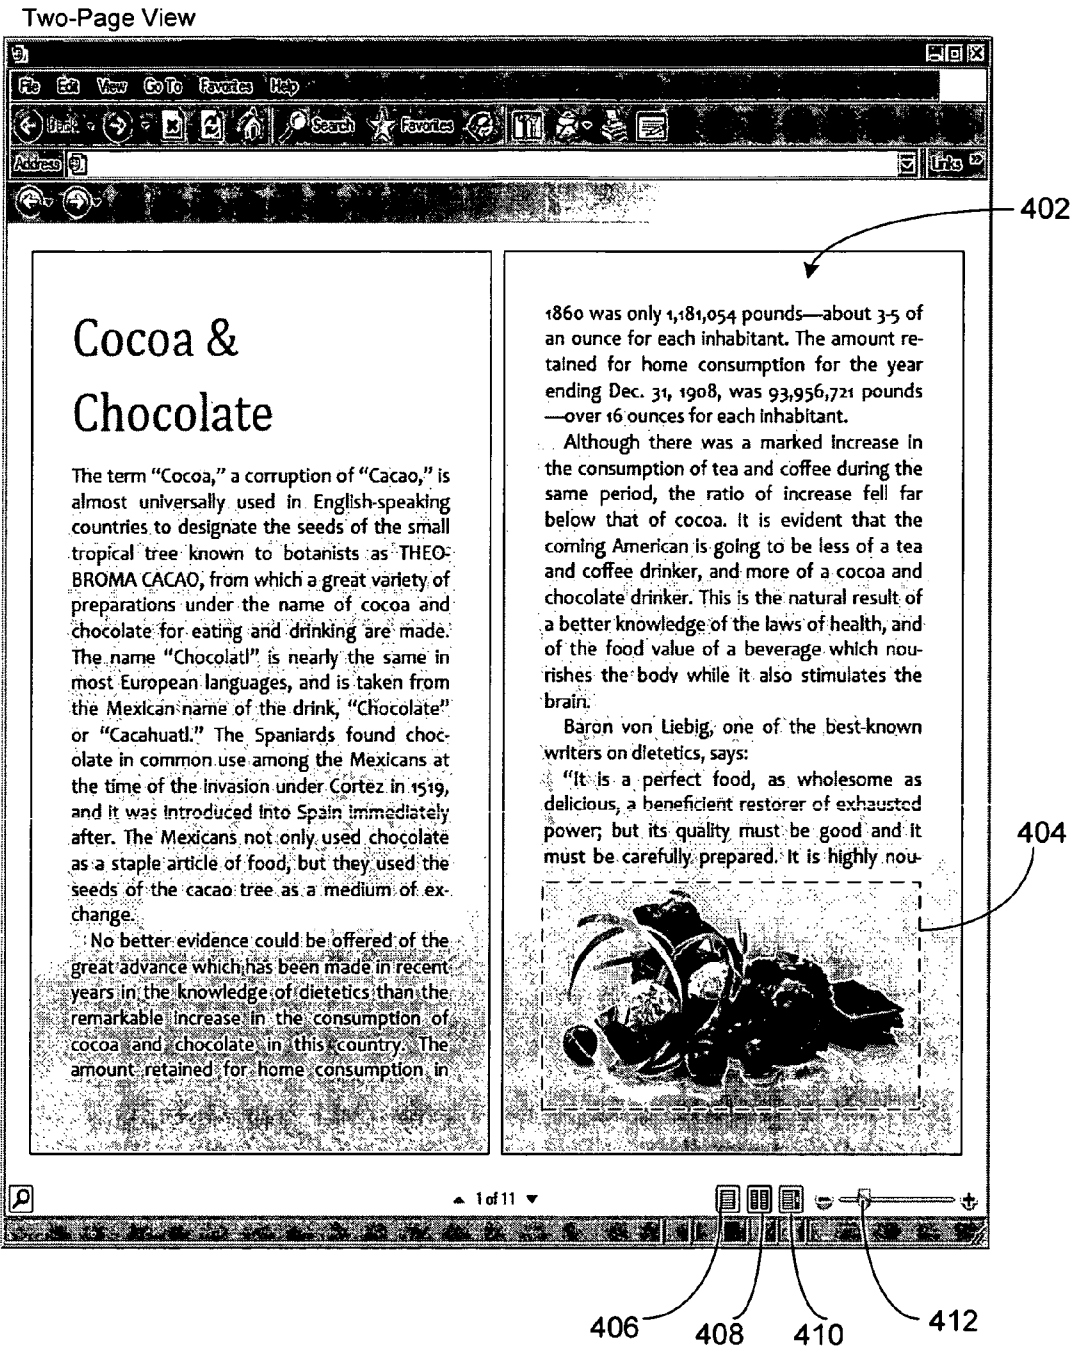 Two-Page View
File Edit View Go To Favorites Help
Back Search Favorites
Address Links
402
Cocoa &
Chocolate
The term “Cocoa,” a corruption of “Cacao,” is
almost universally used in English-speaking
countries to designate the seeds of the small
tropical tree known to botanists as THEO-
BROMA CACAO, from which a great variety of
preparations under the name of cocoa and
chocolate for eating and drinking are made.
The name “Chocolatl” is nearly the same in
most European languages, and is taken from
the Mexican name of the drink, “Chocolate”
or “Cacahuatl.” The Spaniards found choc-
olate in common use among the Mexicans at
the time of the invasion under Cortez in 1519,
and it was introduced into Spain immediately
after. The Mexicans not only used chocolate
as a staple article of food, but they used the
seeds of the cacao tree as a medium of ex-
change.
No better evidence could be offered of the
great advance which has been made in recent
years in the knowledge of dietetics than the
remarkable increase in the consumption of
cocoa and chocolate in this country. The
amount retained for home consumption in
1860 was only 1,181,054 pounds—about 3-5 of
an ounce for each inhabitant. The amount re-
tained for home consumption for the year
ending Dec. 31, 1908, was 93,956,721 pounds
—over 16 ounces for each inhabitant.
Although there was a marked increase in
the consumption of tea and coffee during the
same period, the ratio of increase fell far
below that of cocoa. It is evident that the
coming American is going to be less of a tea
and coffee drinker, and more of a cocoa and
chocolate drinker. This is the natural result of
a better knowledge of the laws of health, and
of the food value of a beverage which nou-
rishes the body while it also stimulates the
brain.
Baron von Liebig, one of the best-known
writers on dietetics, says:
“It is a perfect food, as wholesome as
delicious, a beneficient restorer of exhausted
power; but its quality must be good and it
must be carefully prepared. It is highly nou-
404
1 of 11
406
408
410
412